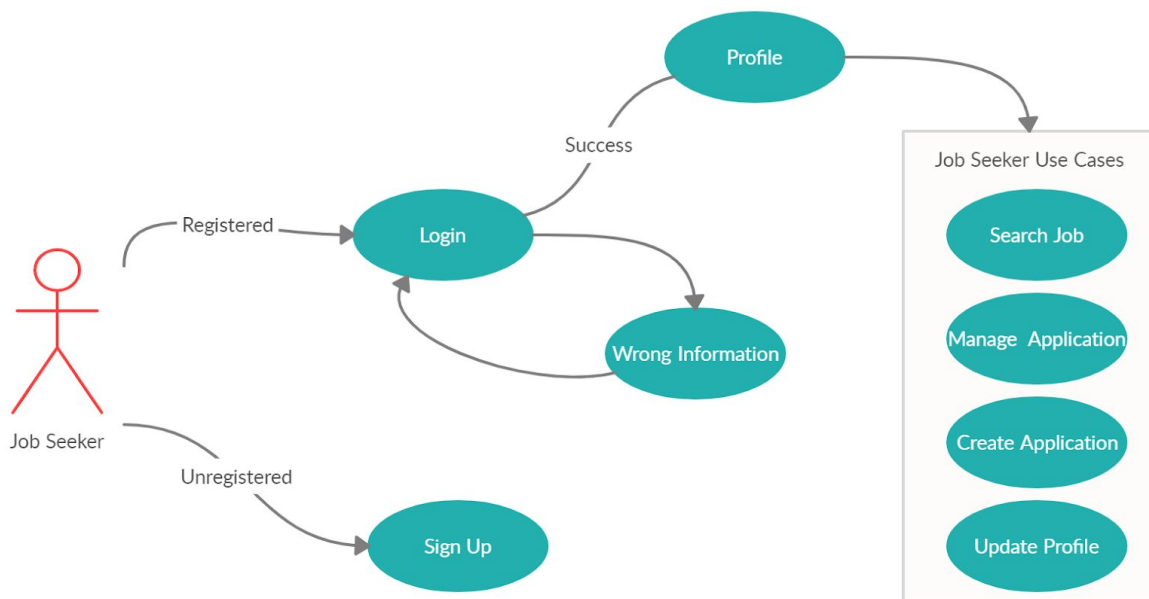 Profile
Success
Job Seeker Use Cases
Registered
Login
Search Job
Manage  Application
Wrong Information
Job Seeker
Create Application
Unregistered
Sign Up
Update Profile